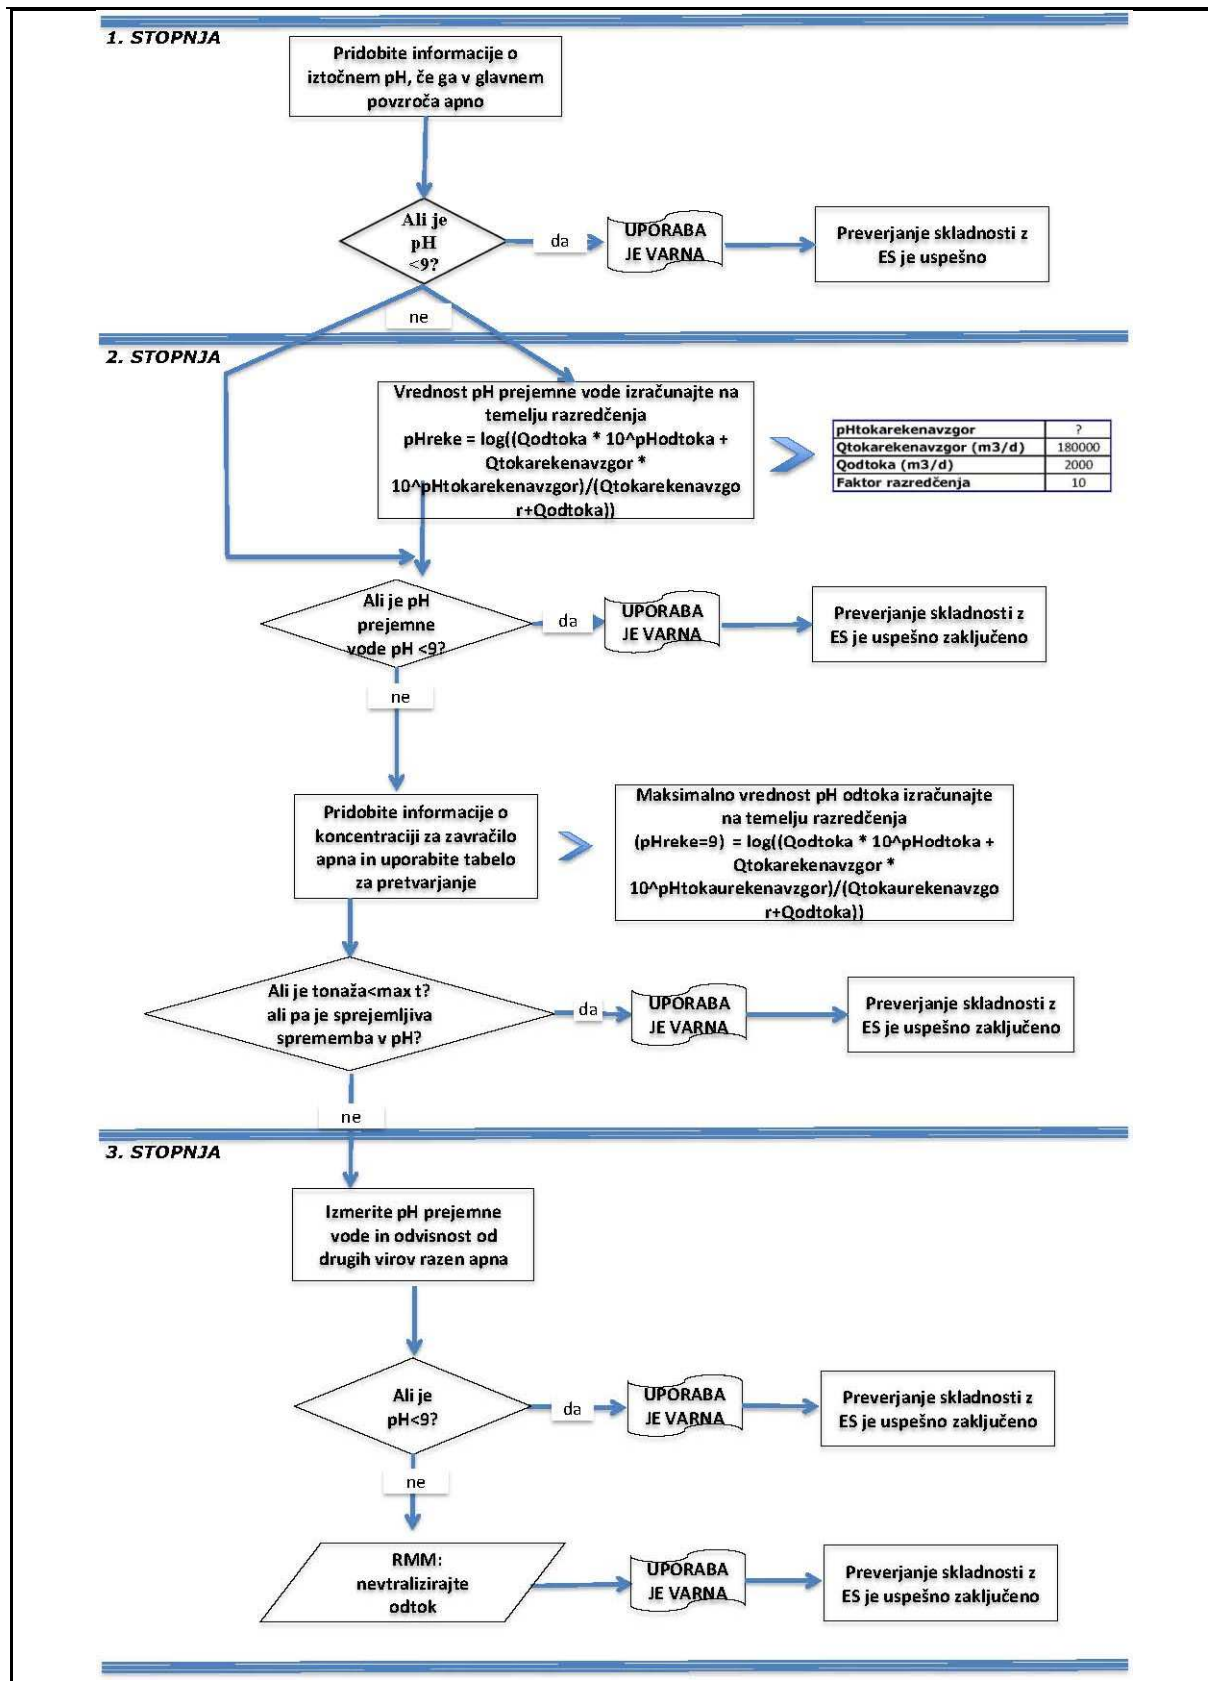 1. STOPNJA
Pridobite informacije o
iztočnem pH, če ga v glavnem
povzroča apno
Ali je
pH
<9?
da
UPORABA
JE VARNA
Preverjanje skladnosti z
ES je uspešno
ne
2. STOPNJA
Vrednost pH prejemne vode izračunajte na
temelju razredčenja
pHreke = log((Qodtoka * 10^pHodtoka +
Qtokarekenavzgor *
10^pHtokarekenavzgor)/(Qtokarekenavzgo
r+Qodtoka))
pHtokarekenavzgor ?
Qtokarekenavzgor (m3/d) 180000
Qodtoka (m3/d) 2000
Faktor razredčenja 10
Ali je pH
prejemne
vode pH <9?
da
UPORABA
JE VARNA
Preverjanje skladnosti z
ES je uspešno zaključeno
ne
Pridobite informacije o
koncentraciji za zavračilo
apna in uporabite tabelo
za pretvarjanje
Maksimalno vrednost pH odtoka izračunajte
na temelju razredčenja
(pHreke=9) = log((Qodtoka * 10^pHodtoka +
Qtokarekenavzgor *
10^pHtokaurekenavzgor)/(Qtokaurekenavzgo
r+Qodtoka))
Ali je tonaža<max t?
ali pa je sprejemljiva
sprememba v pH?
da
UPORABA
JE VARNA
Preverjanje skladnosti z
ES je uspešno zaključeno
ne
3. STOPNJA
Izmerite pH prejemne
vode in odvisnost od
drugih virov razen apna
Ali je
pH<9?
da
UPORABA
JE VARNA
Preverjanje skladnosti z
ES je uspešno zaključeno
ne
RMM:
nevtralizirajte
odtok
UPORABA
JE VARNA
Preverjanje skladnosti z
ES je uspešno zaključeno